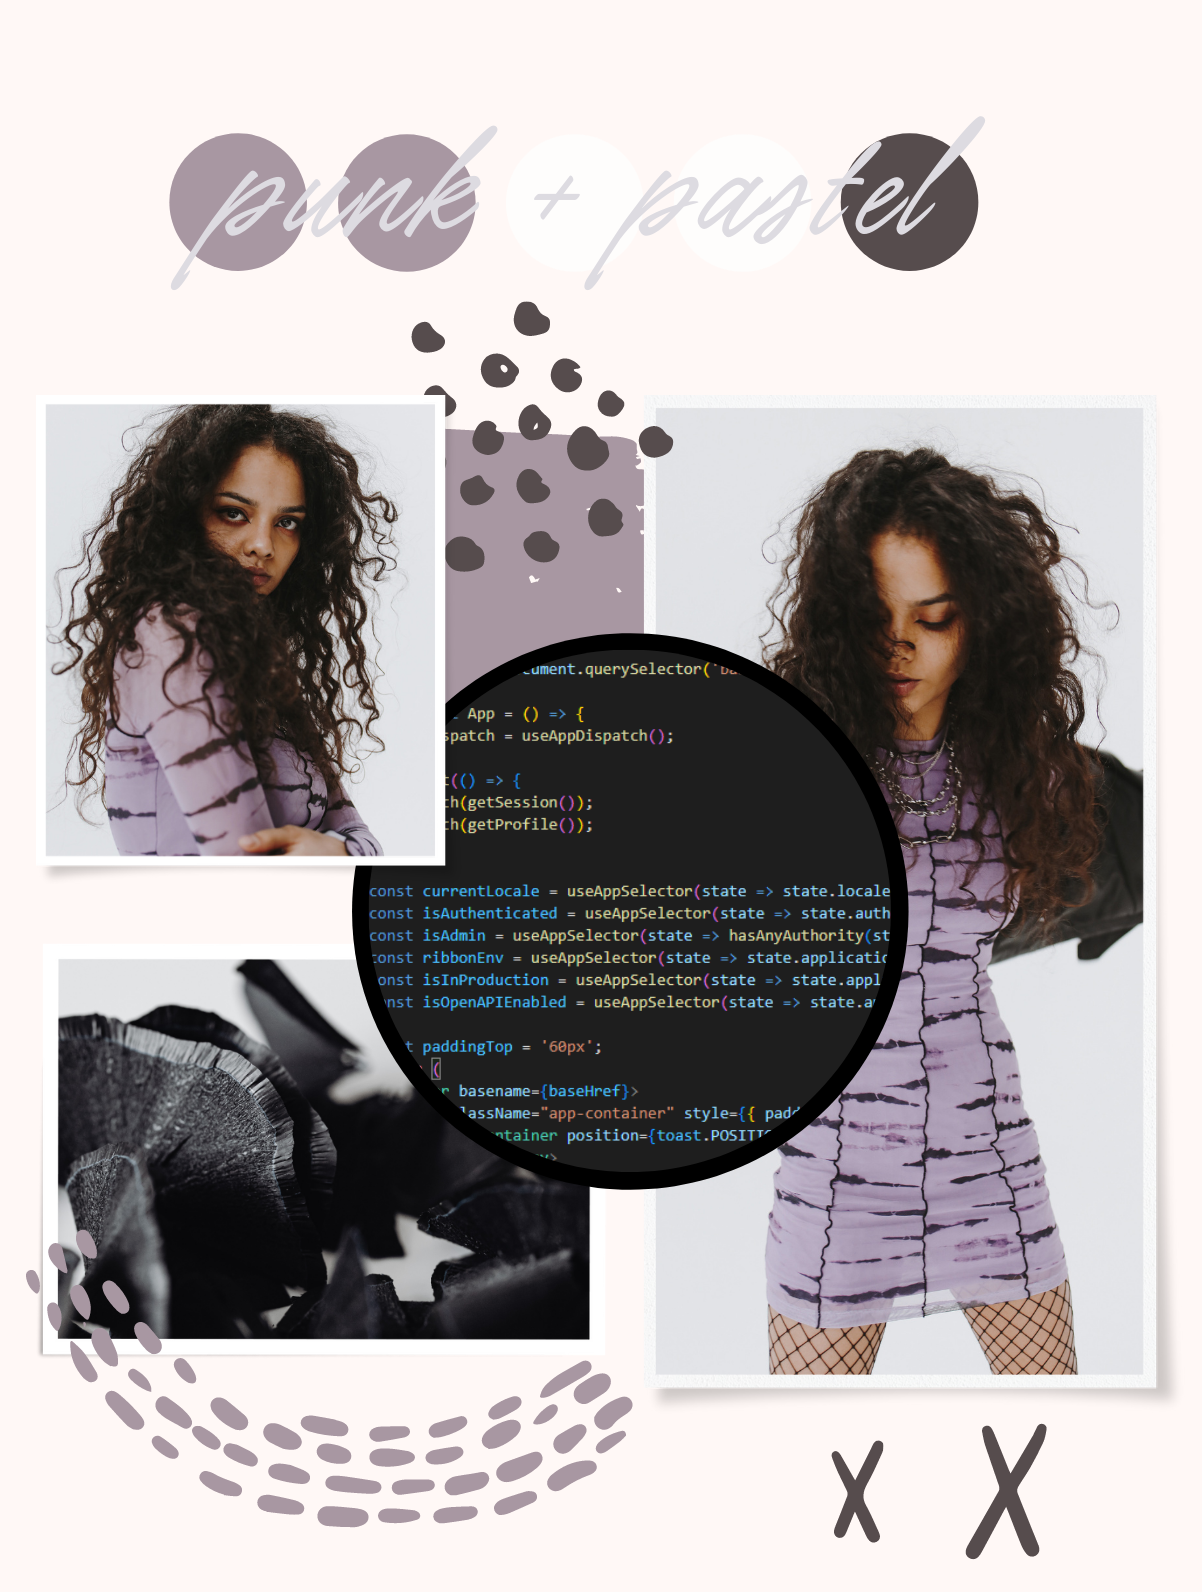 punk + pastel
cument.querySelector(`ba
App = () => {
spatch = useAppDispatch();
t(() => {
ch(getSession());
ch(getProfile());
const currentLocale = useAppSelector(state => state.locale
const isAuthenticated = useAppSelector(state => state.auth
const isAdmin = useAppSelector(state => hasAnyAuthority(st
const ribbonEnv = useAppSelector(state => state.applicatio
const isInProduction = useAppSelector(state => state.appl
onst isOpenAPIEnabled = useAppSelector(state => state.a
t paddingTop = '60px';
(
r basename={baseHref}>
lassName="app-container" style={{ padd
ntainer position={toast.POSITIO
y>
X X